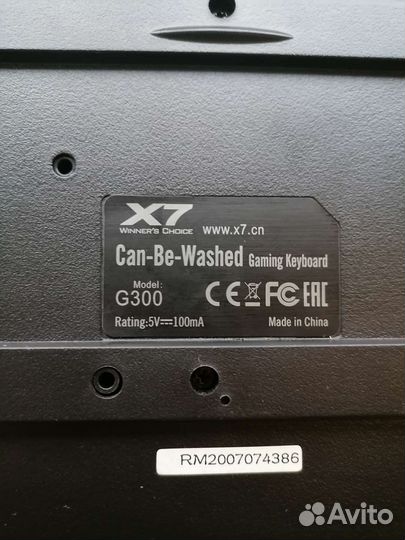 X7
WINNER'S CHOICE
www.x7.cn
Can-Be-Washed Gaming Keyboard
Model:
G300
CE FC EAC
Rating:5V⎓100mA
Made in China
RM2007074386
Avito